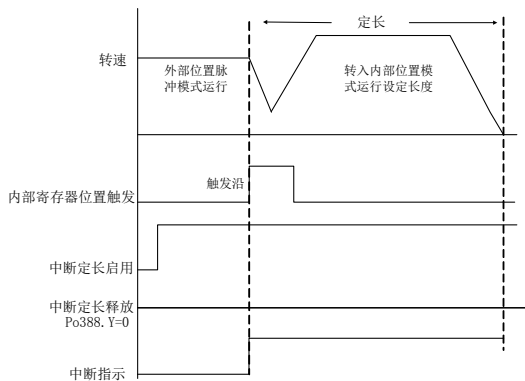 定长
转速
外部位置脉
冲模式运行
转入内部位置模
式运行设定长度
触发沿
内部寄存器位置触发
中断定长启用
中断定长释放
Po388.Y=0
中断指示